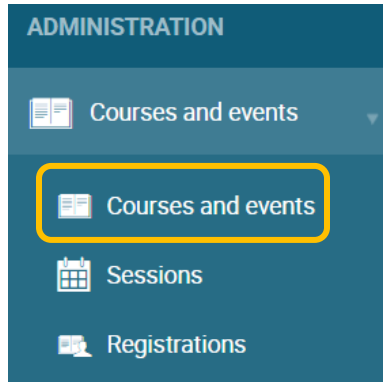 ADMINISTRATION
Courses and events
Courses and events
Sessions
Registrations